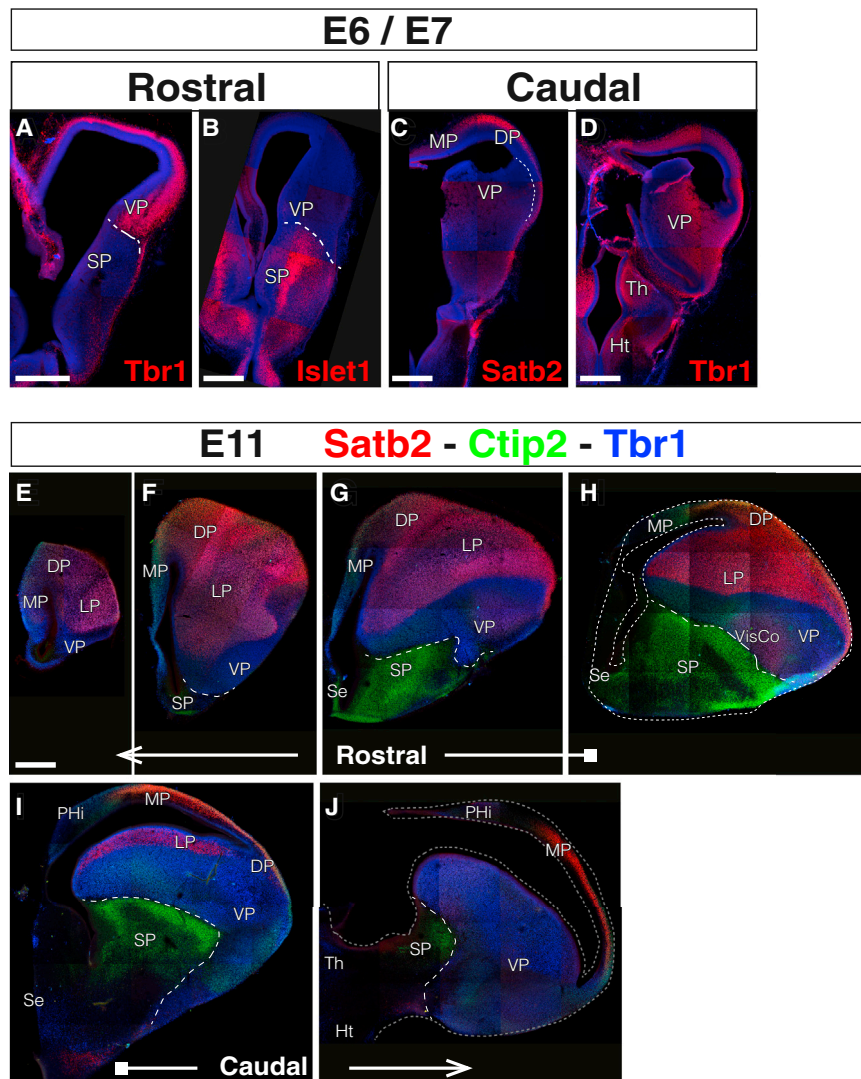 E6 / E7
Rostral
Caudal
A
VP
SP
Tbr1
B
VP
SP
Islet1
C
MP
DP
VP
Satb2
D
VP
Th
Ht
Tbr1
E11 Satb2 - Ctip2 - Tbr1
E
DP
MP
LP
VP
F
DP
MP
LP
VP
SP
G
DP
LP
MP
VP
SP
Se
H
MP
DP
LP
VisCo
VP
SP
Se
Rostral
I
PHi
MP
LP
DP
VP
SP
Se
J
PHi
MP
SP
Th
VP
Ht
Caudal